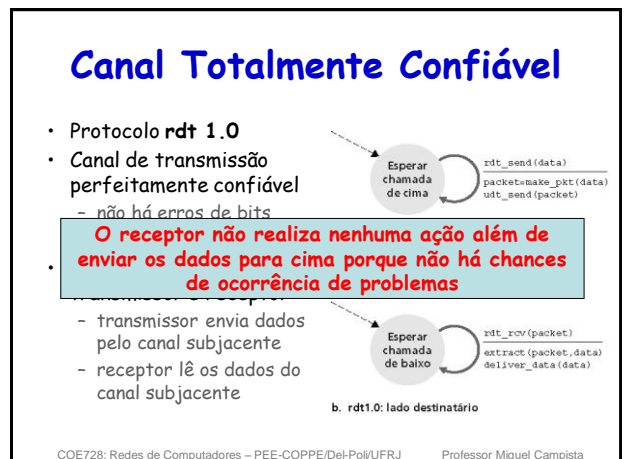 Canal Totalmente Confiável
• Protocolo rdt 1.0
• Canal de transmissão
perfeitamente confiável
– não há erros de bits
O receptor não realiza nenhuma ação além de
enviar os dados para cima porque não há chances
de ocorrência de problemas
•
transmissor e receptor
– transmissor envia dados
pelo canal subjacente
– receptor lê os dados do
canal subjacente
Esperar
chamada
de cima
rdt_send(data)
packet=make_pkt(data)
udt_send(packet)
Esperar
chamada
de baixo
rdt_rcv(packet)
extract(packet,data)
deliver_data(data)
b. rdt1.0: lado destinatário
COE728: Redes de Computadores – PEE-COPPE/Del-Poli/UFRJ
Professor Miguel Campista